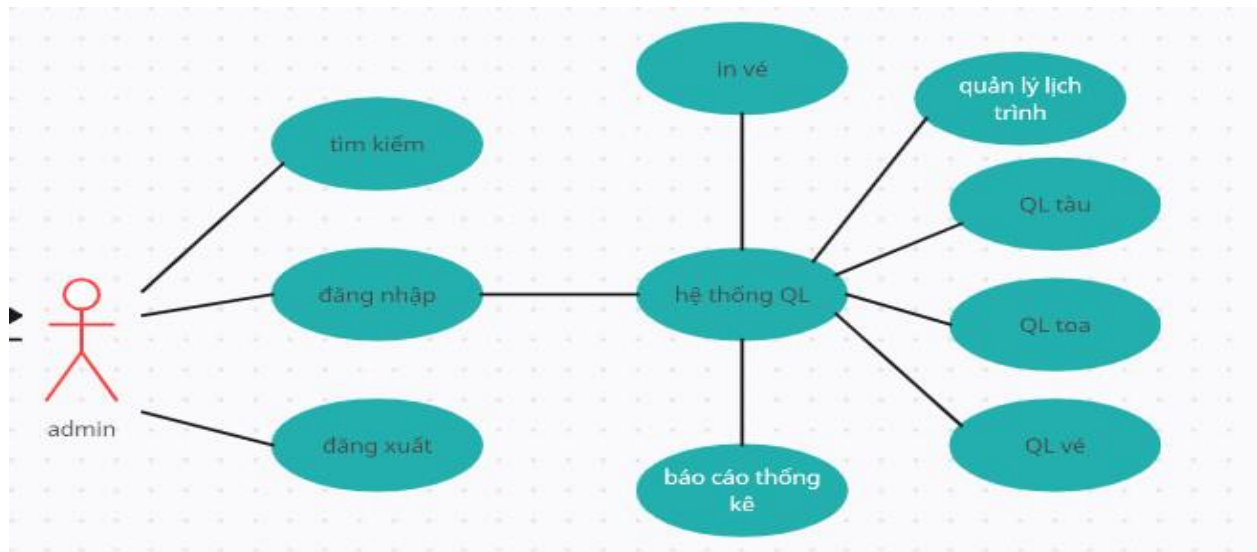 in vé
quản lý lịch
trình
tìm kiếm
QL tàu
đăng nhập
hệ thống QL
QL toa
admin
đăng xuất
QL vé
báo cáo thống
kê